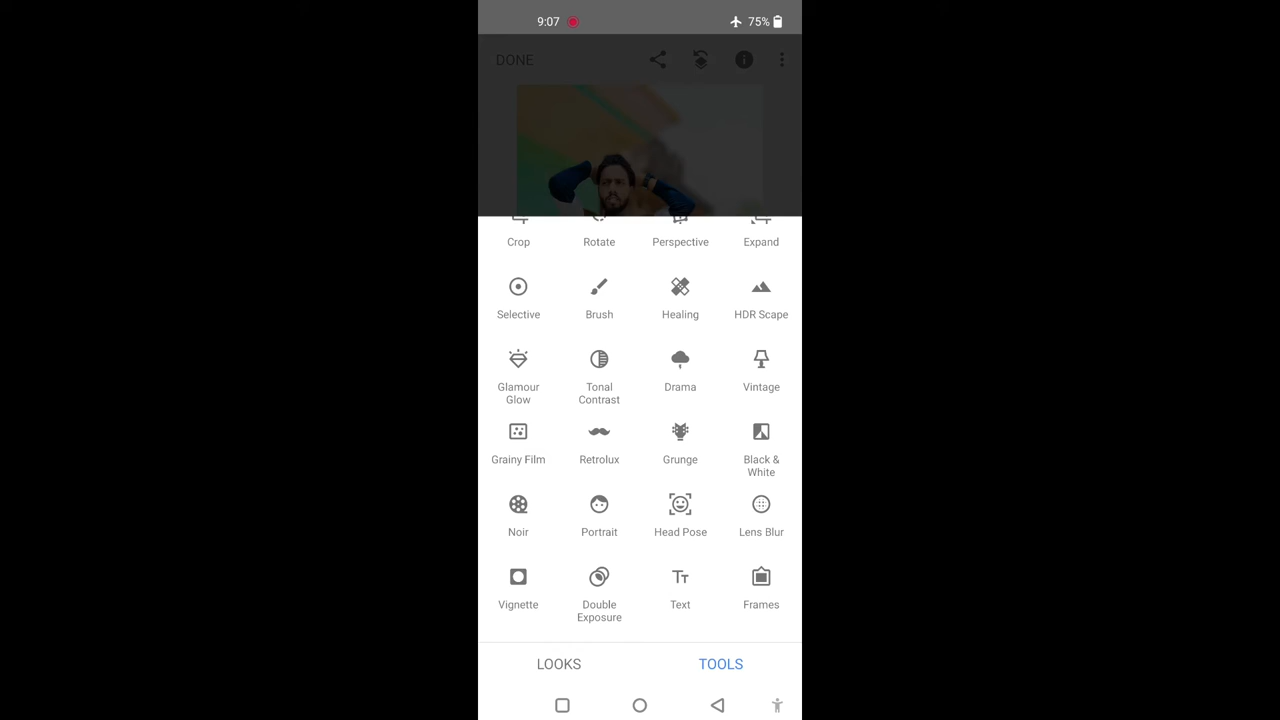 9:07 75%
DONE
Crop Rotate Perspective Expand
Selective Brush Healing HDR Scape
Glamour Glow Tonal Contrast Drama Vintage
Grainy Film Retrolux Grunge Black & White
Noir Portrait Head Pose Lens Blur
Vignette Double Exposure Text Frames
LOOKS TOOLS